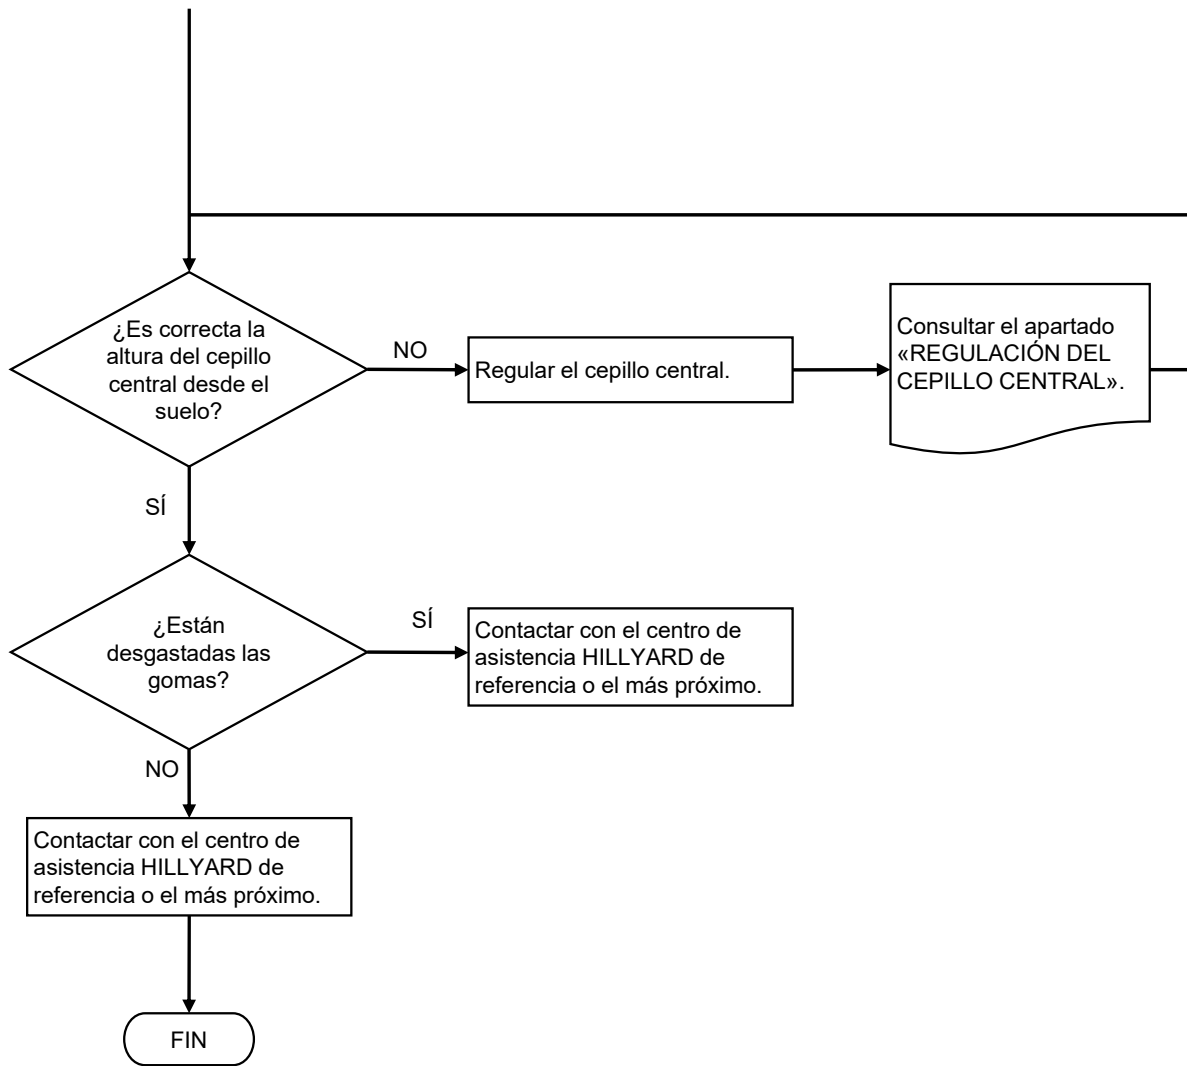 ¿Es correcta la
altura del cepillo
central desde el
suelo?
NO
Regular el cepillo central.
Consultar el apartado
«REGULACIÓN DEL
CEPILLO CENTRAL».
SÍ
¿Están
desgastadas las
gomas?
SÍ
Contactar con el centro de
asistencia HILLYARD de
referencia o el más próximo.
NO
Contactar con el centro de
asistencia HILLYARD de
referencia o el más próximo.
FIN